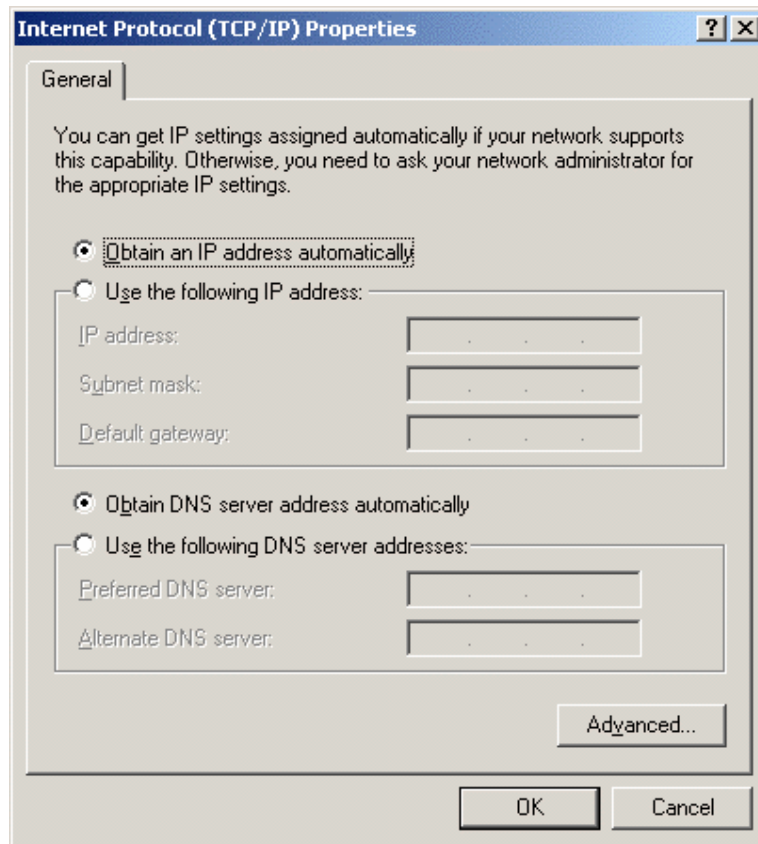 Internet Protocol (TCP/IP) Properties
General
You can get IP settings assigned automatically if your network supports
this capability. Otherwise, you need to ask your network administrator for
the appropriate IP settings.
Obtain an IP address automatically
Use the following IP address:
IP address:
Subnet mask:
Default gateway:
Obtain DNS server address automatically
Use the following DNS server addresses:
Preferred DNS server:
Alternate DNS server:
Advanced...
OK Cancel